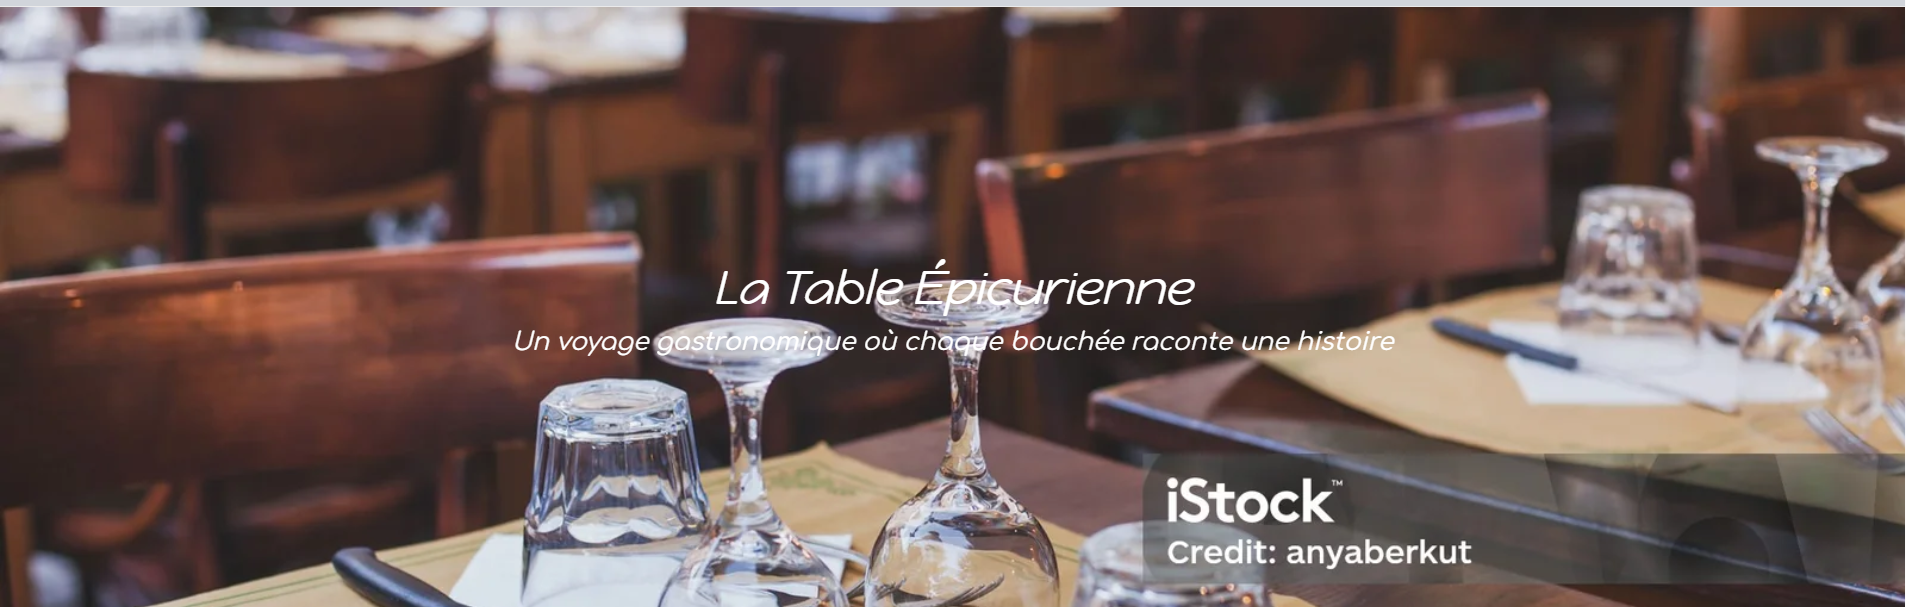 La Table Épicurienne
Un voyage gastronomique où chaque bouchée raconte une histoire
iStock™
Credit: anyaberkut